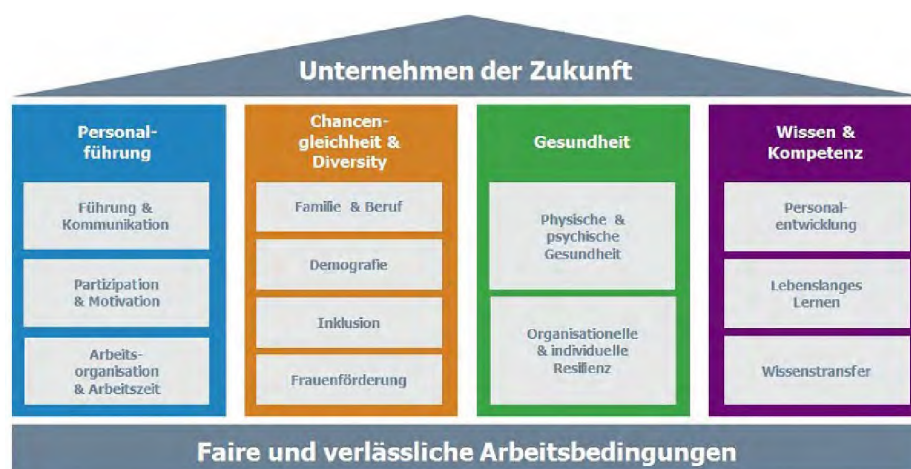 Unternehmen der Zukunft
Personal-
führung
Führung &
Kommunikation
Partizipation
& Motivation
Arbeits-
organisation
& Arbeitszeit
Chancen-
gleichheit &
Diversity
Familie & Beruf
Demografie
Inklusion
Frauenförderung
Gesundheit
Physische &
psychische
Gesundheit
Organisationelle
& individuelle
Resilienz
Wissen &
Kompetenz
Personal-
entwicklung
Lebenslanges
Lernen
Wissenstransfer
Faire und verlässliche Arbeitsbedingungen